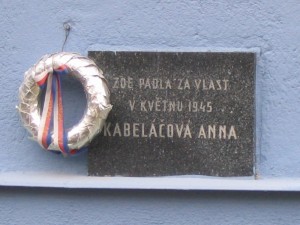 ZDE PADLA ZA VLAST
V KVĚTNU 1945
KABELÁČOVÁ ANNA